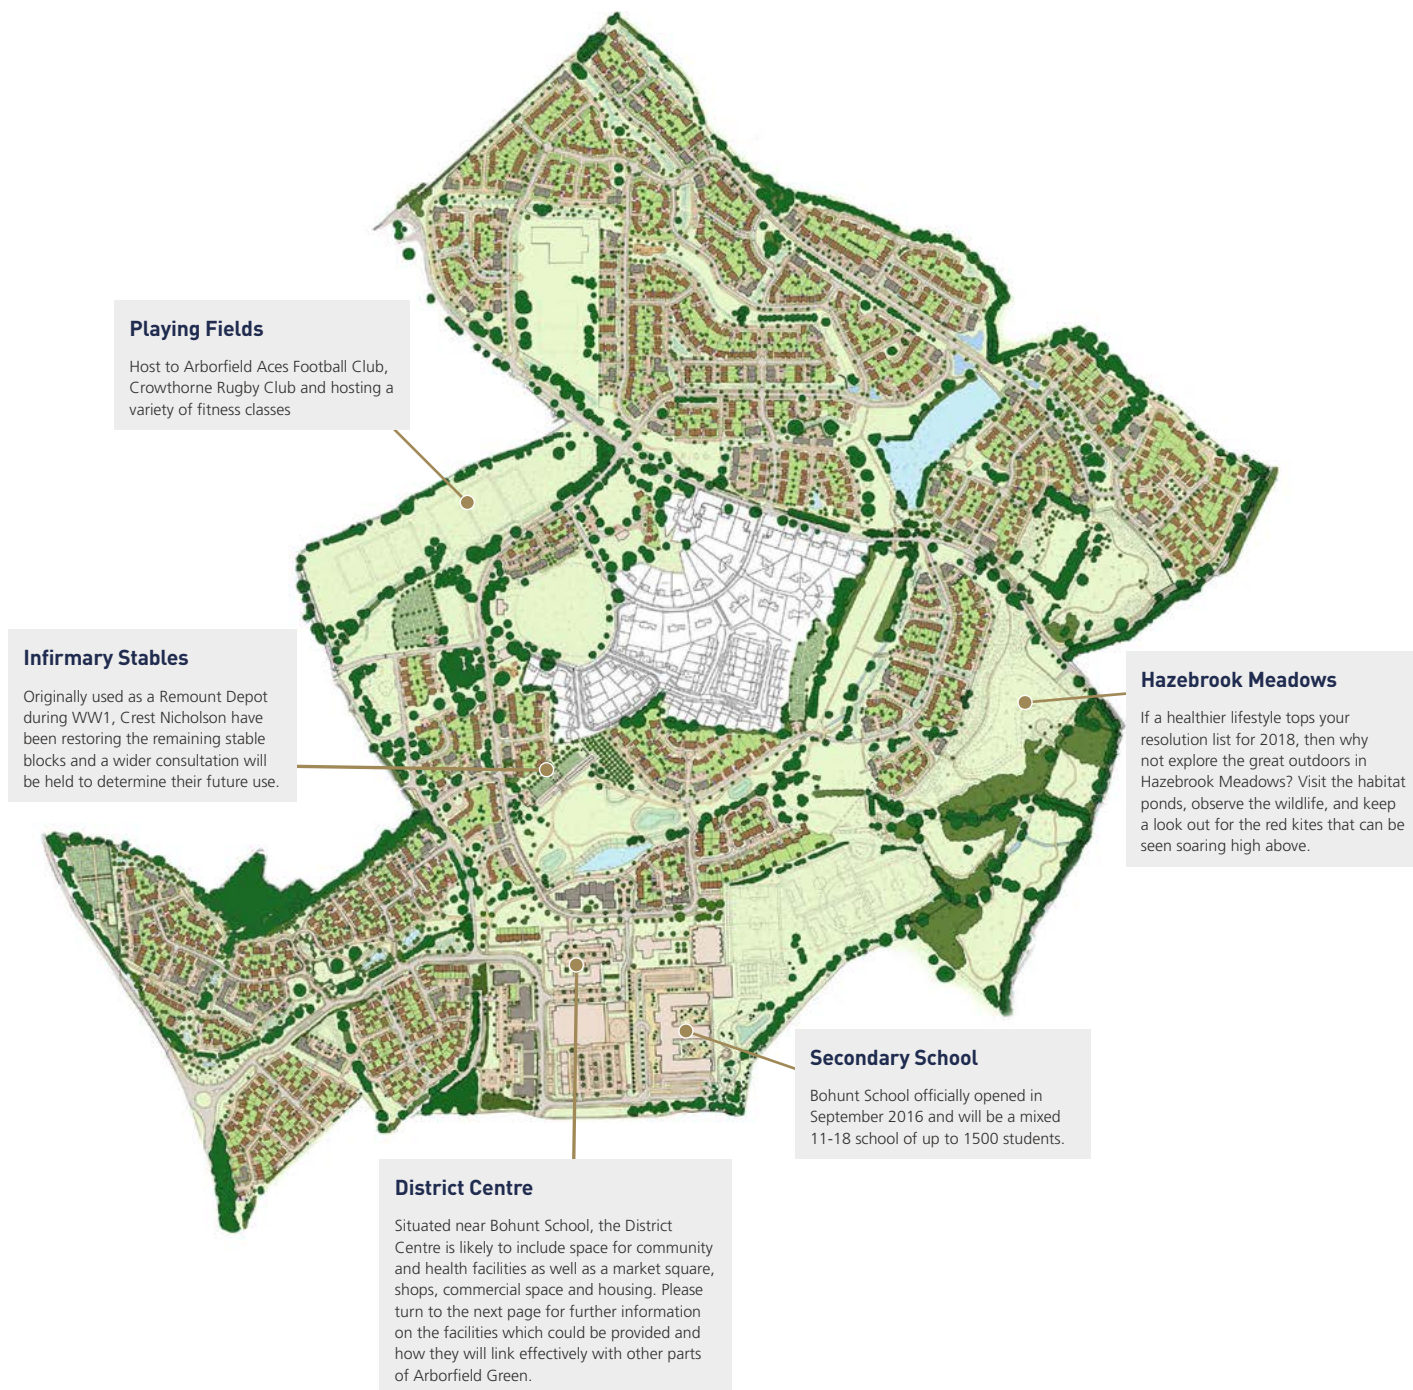 Playing Fields
Host to Arborfield Aces Football Club,
Crowthorne Rugby Club and hosting a
variety of fitness classes
Infirmary Stables
Originally used as a Remount Depot
during WW1, Crest Nicholson have
been restoring the remaining stable
blocks and a wider consultation will
be held to determine their future use.
Hazebrook Meadows
If a healthier lifestyle tops your
resolution list for 2018, then why
not explore the great outdoors in
Hazebrook Meadows? Visit the habitat
ponds, observe the wildlife, and keep
a look out for the red kites that can be
seen soaring high above.
Secondary School
Bohunt School officially opened in
September 2016 and will be a mixed
11-18 school of up to 1500 students.
District Centre
Situated near Bohunt School, the District
Centre is likely to include space for community
and health facilities as well as a market square,
shops, commercial space and housing. Please
turn to the next page for further information
on the facilities which could be provided and
how they will link effectively with other parts
of Arborfield Green.